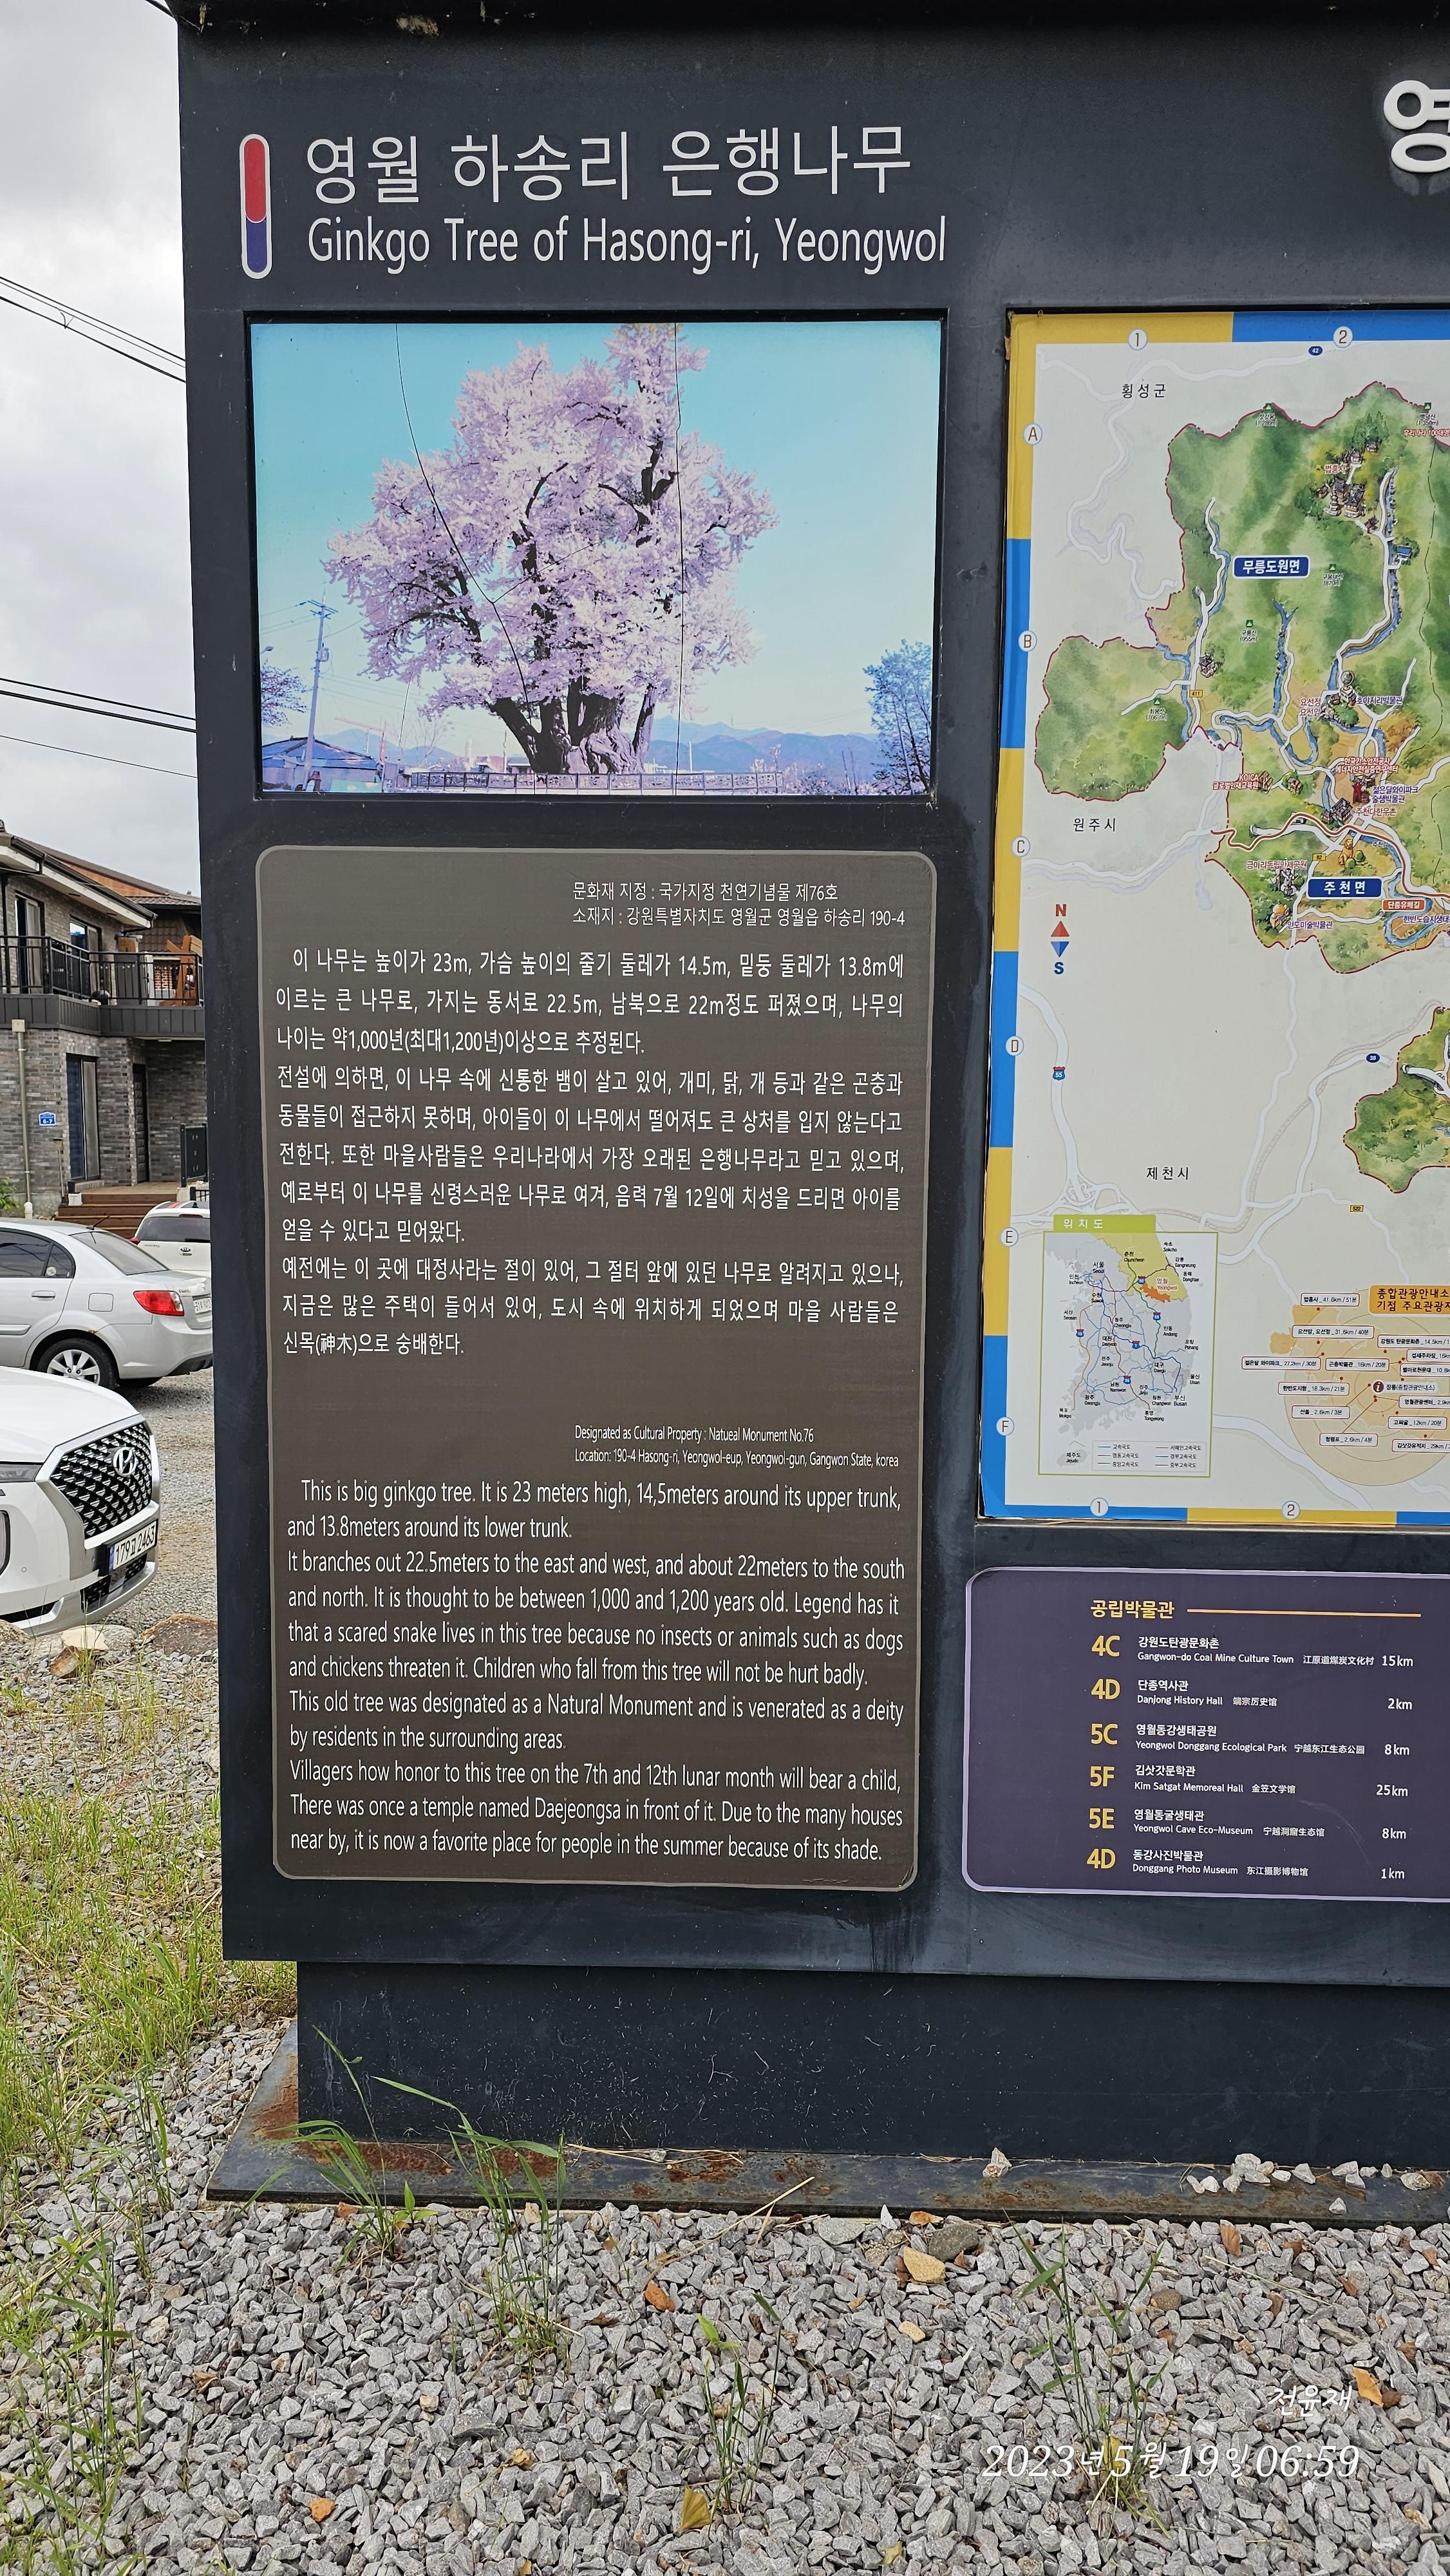 영월 하송리 은행나무
Ginkgo Tree of Hasong-ri, Yeongwol
영
문화재 지정 : 국가지정 천연기념물 제76호
소재지 : 강원특별자치도 영월군 영월읍 하송리 190-4
이 나무는 높이가 23m, 가슴 높이의 줄기 둘레가 14.5m, 밑둥 둘레가 13.8m에
이르는 큰 나무로, 가지는 동서로 22.5m, 남북으로 22m정도 퍼졌으며, 나무의
나이는 약1,000년(최대1,200년)이상으로 추정된다.
전설에 의하면, 이 나무 속에 신통한 뱀이 살고 있어, 개미, 닭, 개 등과 같은 곤충과
동물들이 접근하지 못하며, 아이들이 이 나무에서 떨어져도 큰 상처를 입지 않는다고
전한다. 또한 마을사람들은 우리나라에서 가장 오래된 은행나무라고 믿고 있으며,
예로부터 이 나무를 신령스러운 나무로 여겨, 음력 7월 12일에 치성을 드리면 아이를
얻을 수 있다고 믿어왔다.
예전에는 이 곳에 대정사라는 절이 있어, 그 절터 앞에 있던 나무로 알려지고 있으나,
지금은 많은 주택이 들어서 있어, 도시 속에 위치하게 되었으며 마을 사람들은
신목(神木)으로 숭배한다.
Designated as Cultural Property : Natueal Monument No.76
Location: 190-4 Hasong-ri, Yeongwol-eup, Yeongwol-gun, Gangwon State, korea
This is big ginkgo tree. It is 23 meters high, 14,5meters around its upper trunk,
and 13.8meters around its lower trunk.
It branches out 22.5meters to the east and west, and about 22meters to the south
and north. It is thought to be between 1,000 and 1,200 years old. Legend has it
that a scared snake lives in this tree because no insects or animals such as dogs
and chickens threaten it. Children who fall from this tree will not be hurt badly.
This old tree was designated as a Natural Monument and is venerated as a deity
by residents in the surrounding areas.
Villagers how honor to this tree on the 7th and 12th lunar month will bear a child,
There was once a temple named Daejeongsa in front of it. Due to the many houses
near by, it is now a favorite place for people in the summer because of its shade.
1
2
횡성군
A
무릉도원면
B
원주시
C
주천면
N
S
D
제천시
E
위치도
F
1
2
종합관광안내소
공립박물관
4C 강원도탄광문화촌
Gangwon-do Coal Mine Culture Town 江原道煤炭文化村 15km
4D 단종역사관
Danjong History Hall 端宗历史馆 2km
5C 영월동강생태공원
Yeongwol Donggang Ecological Park 宁越东江生态公园 8km
5F 김삿갓문학관
Kim Satgat Memoreal Hall 金笠文学馆 25km
5E 영월동굴생태관
Yeongwol Cave Eco-Museum 宁越洞窟生态馆 8km
4D 동강사진박물관
Donggang Photo Museum 东江摄影博物馆 1km
전윤재
2023년 5월 19일 06:59